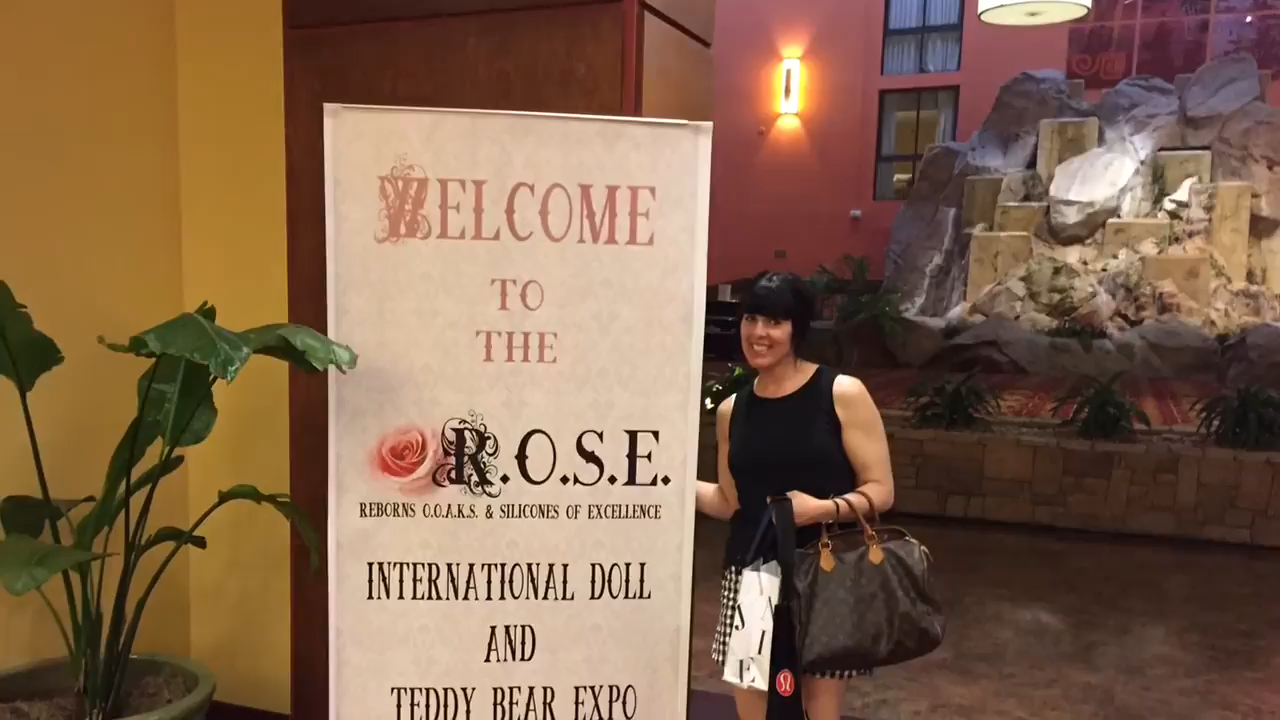 WELCOME
TO
THE
R.O.S.E.
REBORNS O.O.A.K.S. & SILICONES OF EXCELLENCE
INTERNATIONAL DOLL
AND
TEDDY BEAR EXPO